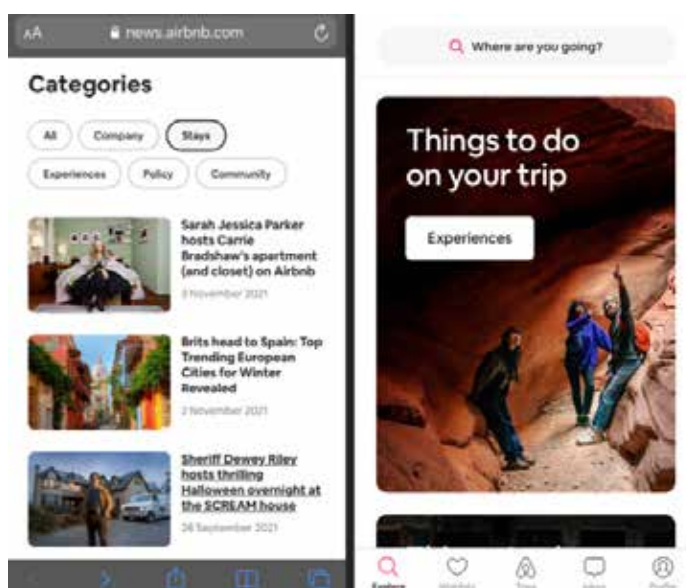 AA
news.airbnb.com
Categories
All
Company
Stays
Experiences
Policy
Community
Sarah Jessica Parker
hosts Carrie
Bradshaw's apartment
(and closet) on Airbnb
3 November 2021
Brits head to Spain: Top
Trending European
Cities for Winter
Revealed
2 November 2021
Sheriff Dewey Riley
hosts thrilling
Halloween overnight at
the SCREAM house
26 September 2021
Where are you going?
Things to do
on your trip
Experiences
Explore
Wishlists
Trips
Inbox
Profile